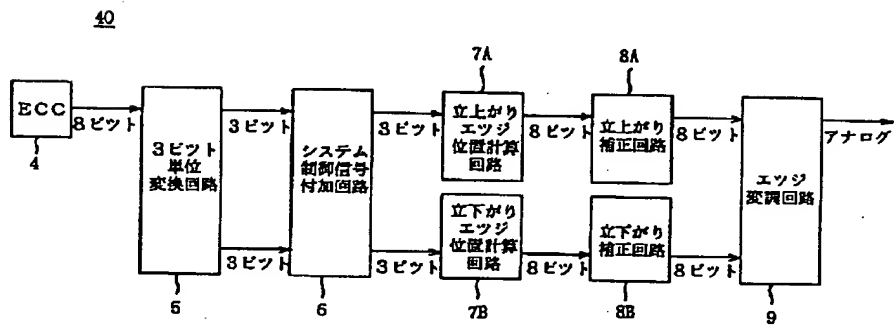 40
7A
8A
ECC
8ビット
3ビット
3ビット
8ビット
8ビット
アナログ
4
3ビット
単位
変換回路
システム
制御信号
付加回路
立上がり
エッジ
位置計算
回路
立上がり
補正回路
エッジ
変調回路
立下がり
エッジ
位置計算
回路
立下がり
補正回路
3ビット
3ビット
8ビット
8ビット
5
6
7B
8B
9